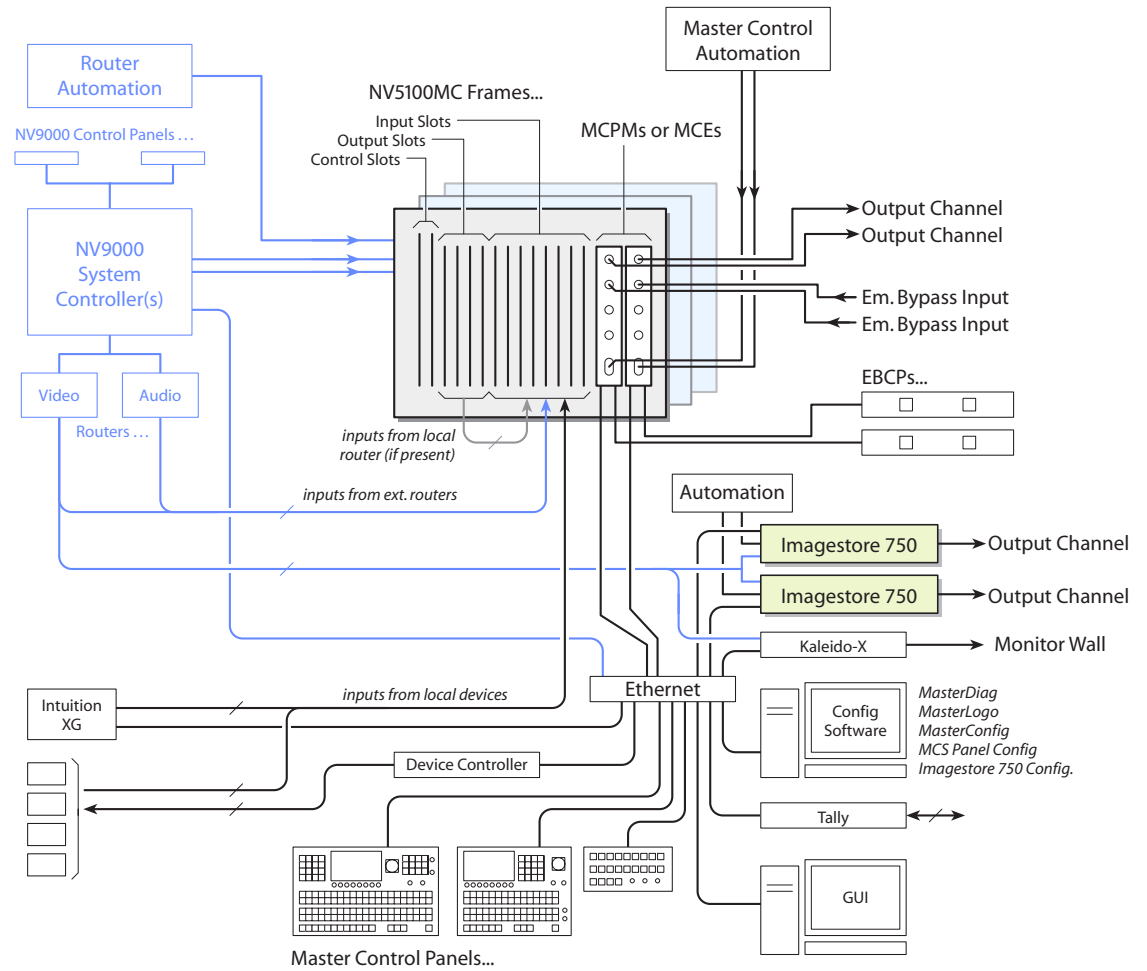 Master Control
Automation
Router
Automation
NV5100MC Frames...
Input Slots
Output Slots
Control Slots
MCPMs or MCEs
NV9000 Control Panels . . .
NV9000
System
Controller(s)
Output Channel
Output Channel
Em. Bypass Input
Em. Bypass Input
Video
Audio
Routers . . .
EBCPs...
inputs from local
router (if present)
inputs from ext. routers
Automation
Imagestore 750
Output Channel
Imagestore 750
Output Channel
Kaleido-X
Monitor Wall
Ethernet
Intuition
XG
inputs from local devices
Config
Software
MasterDiag
MasterLogo
MasterConfig
MCS Panel Config
Imagestore 750 Config.
Device Controller
Tally
GUI
Master Control Panels...